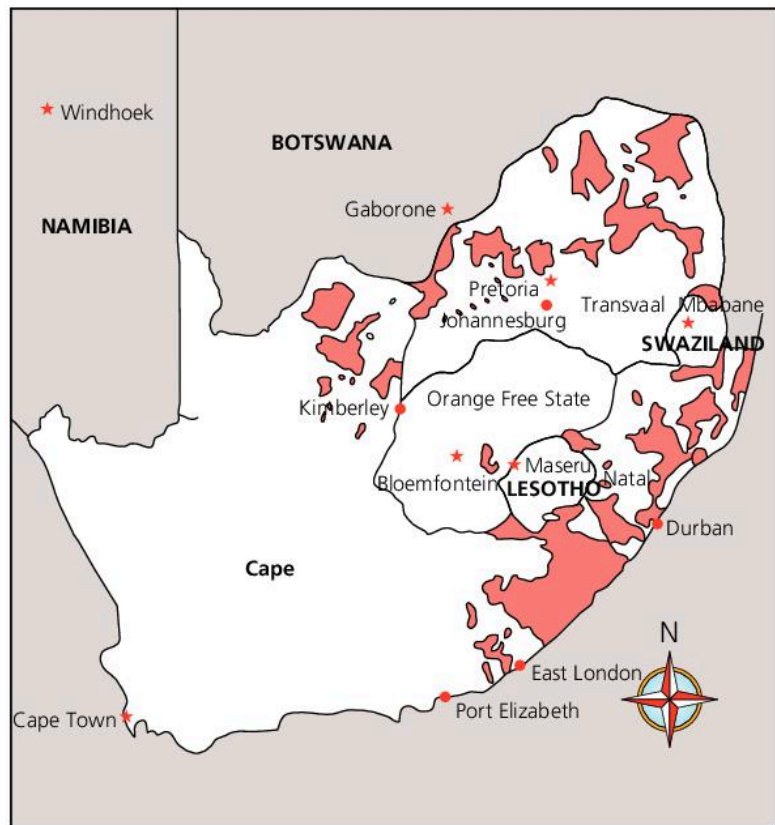 Windhoek
BOTSWANA
Gaborone
NAMIBIA
Pretoria
Transvaal
Mbabane
Johannesburg
SWAZILAND
Orange Free State
Kimberley
Maseru
Bloemfontein
LESOTHO
Natal
Durban
Cape
N
East London
Port Elizabeth
Cape Town